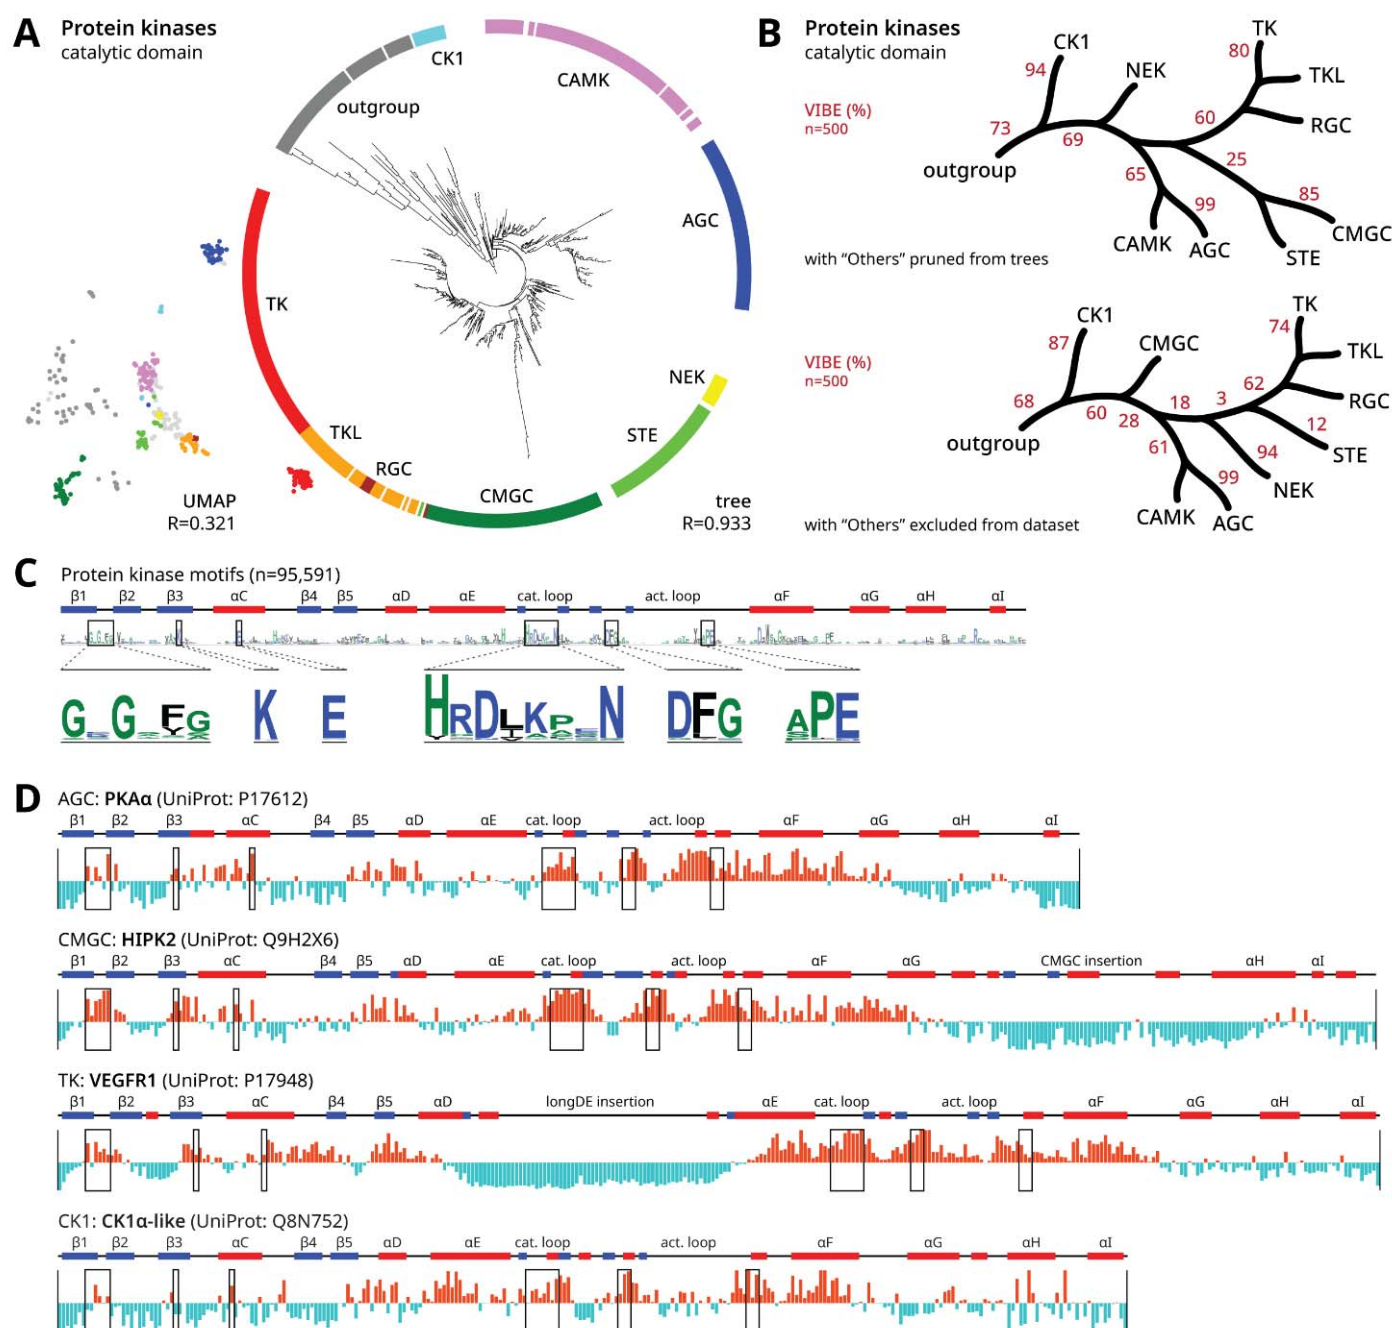 A
Protein kinases
catalytic domain
CK1
outgroup
CAMK
AGC
TK
NEK
STE
TKL
RGC
CMGC
UMAP
R=0.321
tree
R=0.933
B
Protein kinases
catalytic domain
VIBE (%)
n=500
CK1
94
NEK
TK
80
TKL
60
RGC
73
69
outgroup
65
25
99
85
CMGC
CAMK
AGC
STE
with “Others” pruned from trees
VIBE (%)
n=500
CK1
87
CMGC
TK
74
TKL
62
RGC
68
60
28
18
3
12
outgroup
61
94
STE
99
NEK
CAMK
AGC
with “Others” excluded from dataset
C
Protein kinase motifs (n=95,591)
β1 β2 β3 αC β4 β5 αD αE cat. loop act. loop αF αG αH αI
G G FG K E HRDLKP N DFG APE
D
AGC: PKAα (UniProt: P17612)
β1 β2 β3 αC β4 β5 αD αE cat. loop act. loop αF αG αH αI
CMGC: HIPK2 (UniProt: Q9H2X6)
β1 β2 β3 αC β4 β5 αD αE cat. loop act. loop αF αG CMGC insertion αH αI
TK: VEGFR1 (UniProt: P17948)
β1 β2 β3 αC β4 β5 αD longDE insertion αE cat. loop act. loop αF αG αH αI
CK1: CK1α-like (UniProt: Q8N752)
β1 β2 β3 αC β4 β5 αD αE cat. loop act. loop αF αG αH αI